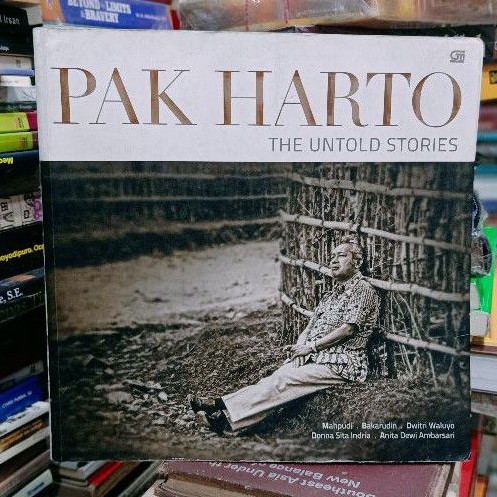 BEYOND LIMITS
& BRAVERY
PAK HARTO
THE UNTOLD STORIES
Mahpudi . Bakarudin . Dwitri Waluyo
Donna Sita Indria . Anita Dewi Ambarsari
S.E.
Southeast Asia Under the
New Balance